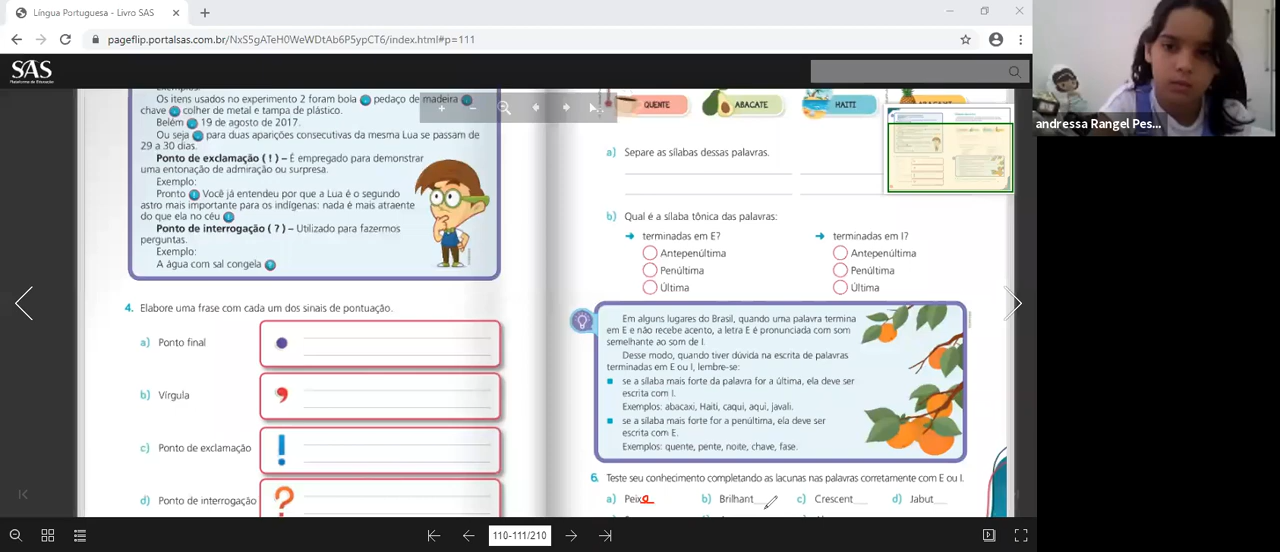 Língua Portuguesa - Livro SAS
pageflip.portalsas.com.br/NxS5gATeH0WeWDtAb6P5ypCT6/index.html#p=111
SAS
Plataforma de Educação
Os itens usados no experimento 2 foram bola , pedaço de madeira ,
chave , colher de metal e tampa de plástico.
Belém , 19 de agosto de 2017.
Ou seja , para duas aparições consecutivas da mesma Lua se passam de
29 a 30 dias.
Ponto de exclamação ( ! ) – É empregado para demonstrar
uma entonação de admiração ou surpresa.
Exemplo:
Pronto ! Você já entendeu por que a Lua é o segundo
astro mais importante para os indígenas: nada é mais atraente
do que ela no céu !
Ponto de interrogação ( ? ) – Utilizado para fazermos
perguntas.
Exemplo:
A água com sal congela ?
4. Elabore uma frase com cada um dos sinais de pontuação.
a) Ponto final
b) Vírgula
c) Ponto de exclamação
!
d) Ponto de interrogação
?
QUENTE
ABACATE
HAITI
a) Separe as sílabas dessas palavras.
b) Qual é a sílaba tônica das palavras:
terminadas em E?
Antepenúltima
Penúltima
Última
terminadas em I?
Antepenúltima
Penúltima
Última
Em alguns lugares do Brasil, quando uma palavra termina
em E e não recebe acento, a letra E é pronunciada com som
semelhante ao som de I.
Desse modo, quando tiver dúvida na escrita de palavras
terminadas em E ou I, lembre-se:
se a sílaba mais forte da palavra for a última, ela deve ser
escrita com I.
Exemplos: abacaxi, Haiti, caqui, aqui, javali.
se a sílaba mais forte for a penúltima, ela deve ser
escrita com E.
Exemplos: quente, pente, noite, chave, fase.
6. Teste seu conhecimento completando as lacunas nas palavras corretamente com E ou I.
a) Peixe b) Brilhant__ c) Crescent__ d) Jabut__
110-111/210
andressa Rangel Pes...